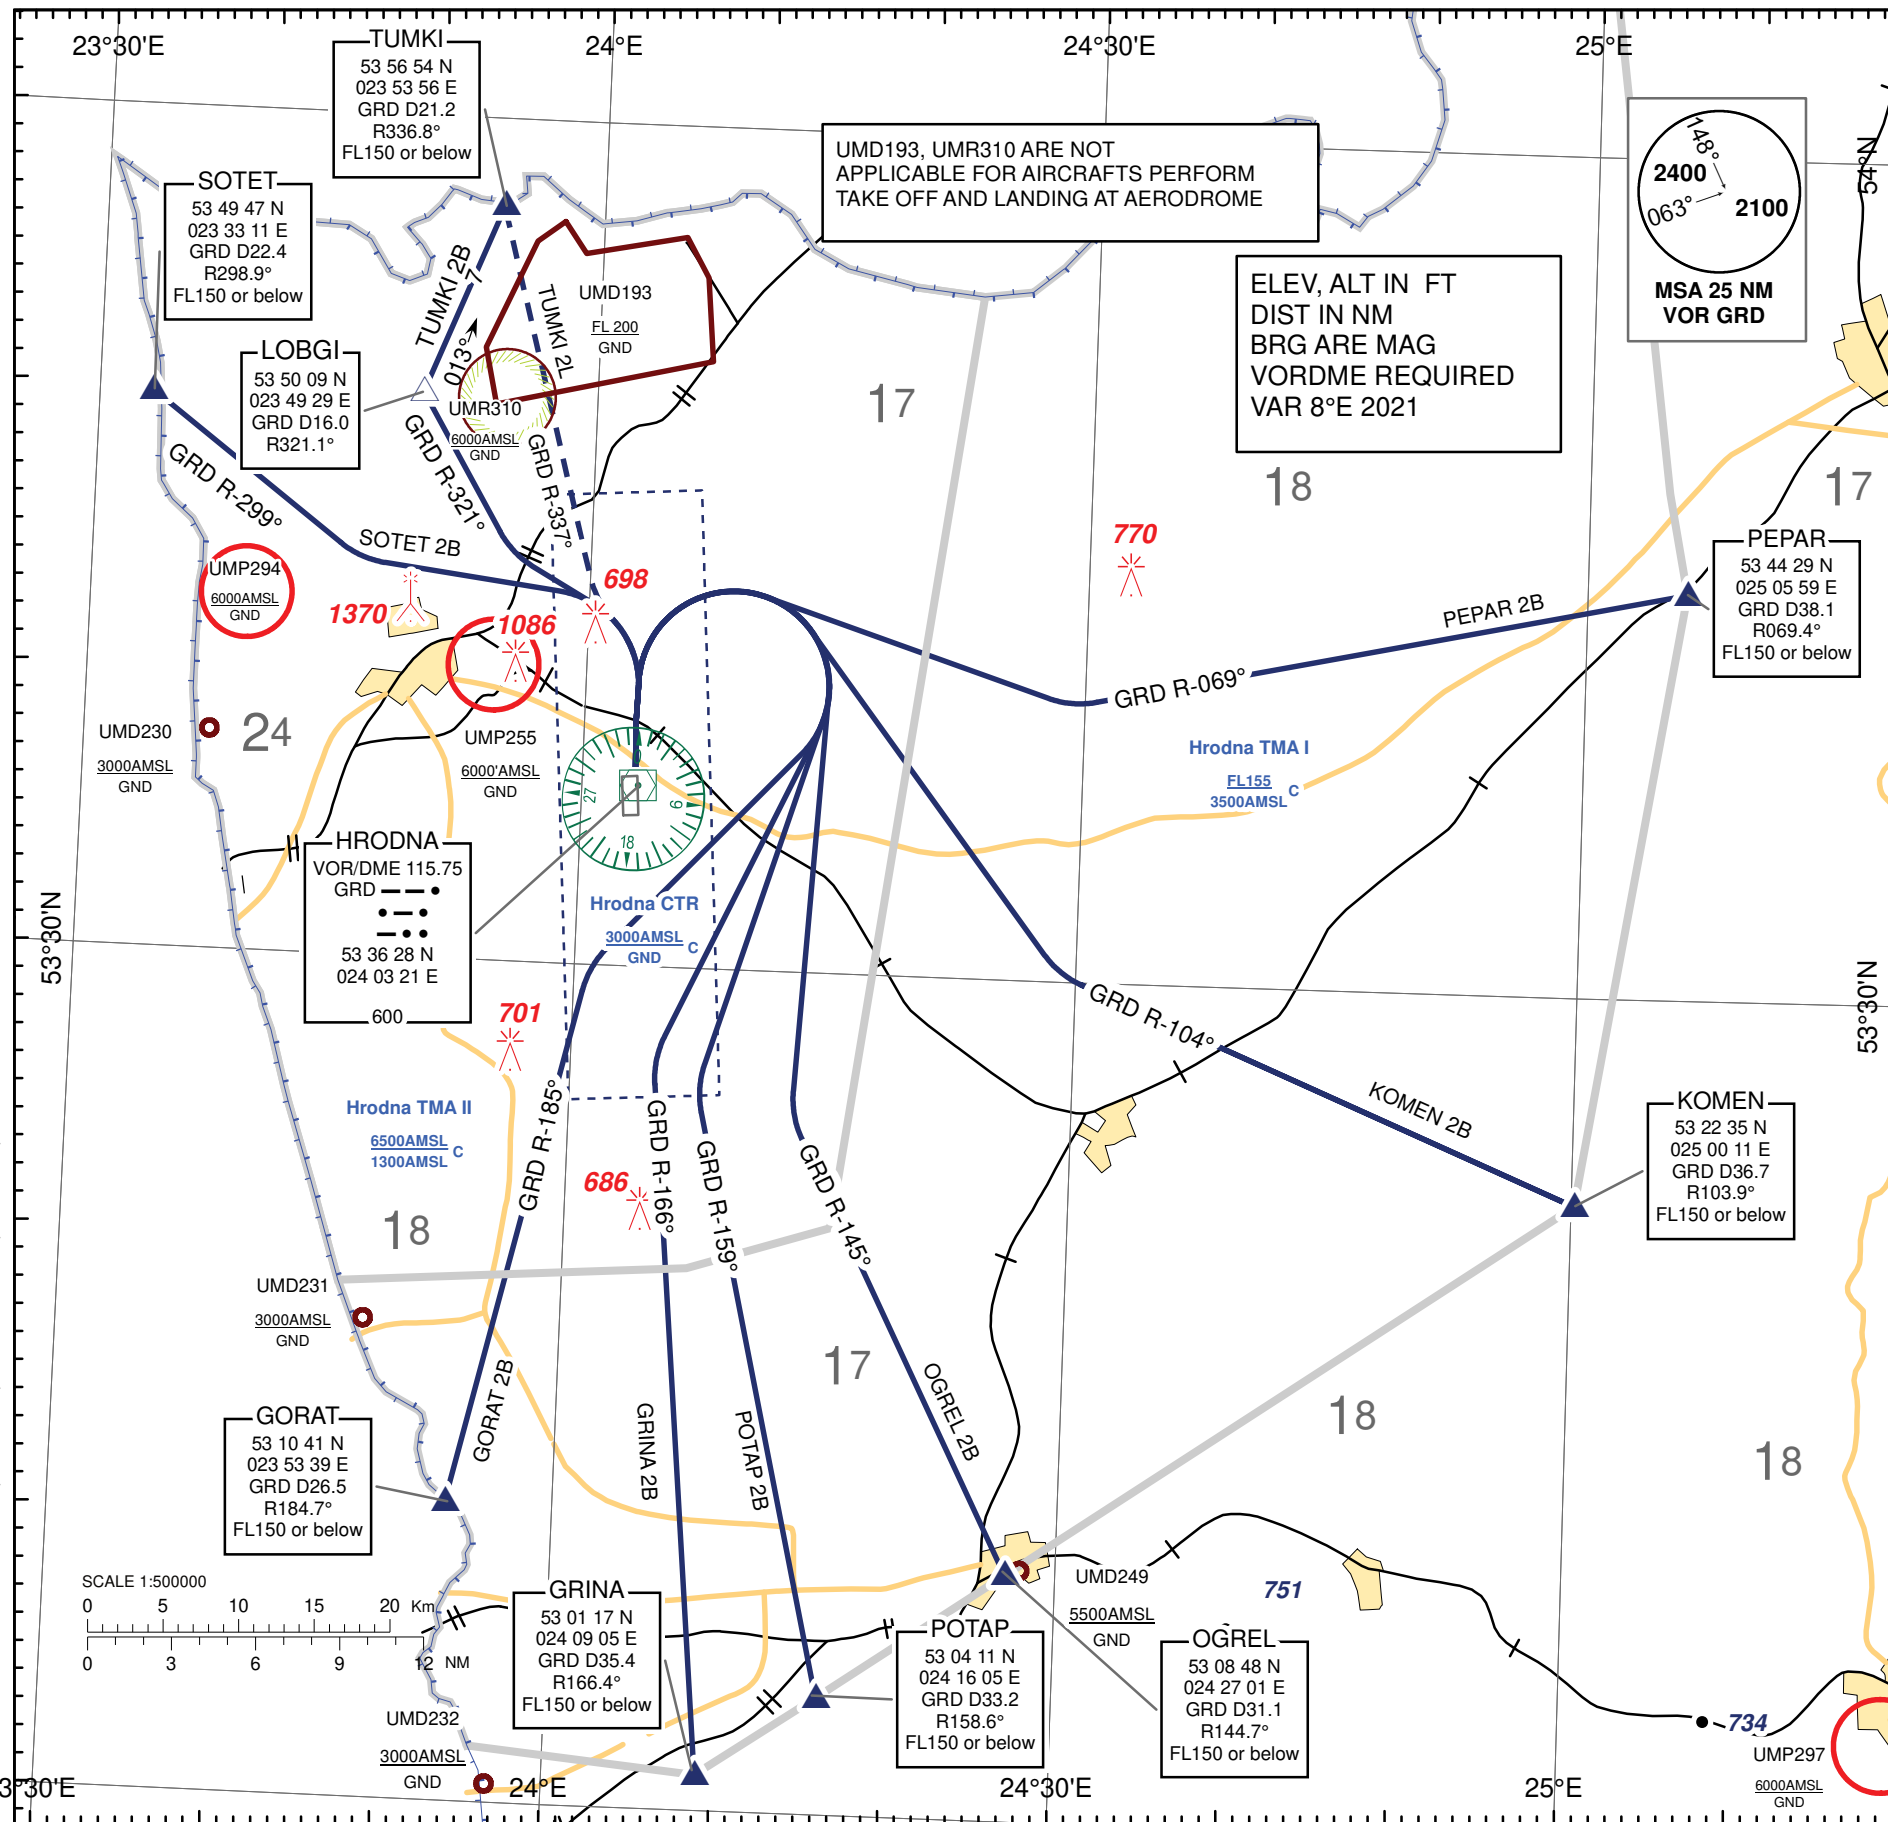 23°30'E
24°E
24°30'E
25°E
TUMKI
53 56 54 N
023 53 56 E
GRD D21.2
R336.8°
FL150 or below
UMD193, UMR310 ARE NOT
APPLICABLE FOR AIRCRAFTS PERFORM
TAKE OFF AND LANDING AT AERODROME
148°
2400
063°
2100
MSA 25 NM
VOR GRD
54°N
SOTET
53 49 47 N
023 33 11 E
GRD D22.4
R298.9°
FL150 or below
ELEV, ALT IN FT
DIST IN NM
BRG ARE MAG
VORDME REQUIRED
VAR 8°E 2021
TUMKI 2B
7
013°
TUMKI 2L
UMD193
FL 200
GND
LOBGI
53 50 09 N
023 49 29 E
GRD D16.0
R321.1°
UMR310
6000AMSL
GND
17
18
17
GRD R-299°
GRD R-321°
GRD R-337°
SOTET 2B
770
698
UMP294
6000AMSL
GND
1370
1086
PEPAR
53 44 29 N
025 05 59 E
GRD D38.1
R069.4°
FL150 or below
PEPAR 2B
GRD R-069°
UMD230
3000AMSL
GND
24
UMP255
6000'AMSL
GND
Hrodna TMA I
FL155
3500AMSL
C
27
0
9
18
HRODNA
VOR/DME 115.75
GRD
53 36 28 N
024 03 21 E
600
Hrodna CTR
3000AMSL
GND
C
53°30'N
53°30'N
701
GRD R-104°
KOMEN 2B
Hrodna TMA II
6500AMSL
1300AMSL
C
GRD R-185°
GRD R-166°
GRD R-159°
GRD R-145°
686
KOMEN
53 22 35 N
025 00 11 E
GRD D36.7
R103.9°
FL150 or below
18
UMD231
3000AMSL
GND
17
18
18
GORAT
53 10 41 N
023 53 39 E
GRD D26.5
R184.7°
FL150 or below
GORAT 2B
GRINA 2B
POTAP 2B
OGREL 2B
SCALE 1:500000
0 5 10 15 20 Km
0 3 6 9 12 NM
GRINA
53 01 17 N
024 09 05 E
GRD D35.4
R166.4°
FL150 or below
UMD249
5500AMSL
GND
751
POTAP
53 04 11 N
024 16 05 E
GRD D33.2
R158.6°
FL150 or below
OGREL
53 08 48 N
024 27 01 E
GRD D31.1
R144.7°
FL150 or below
UMD232
3000AMSL
GND
734
UMP297
6000AMSL
GND
3°30'E
24°E
24°30'E
25°E